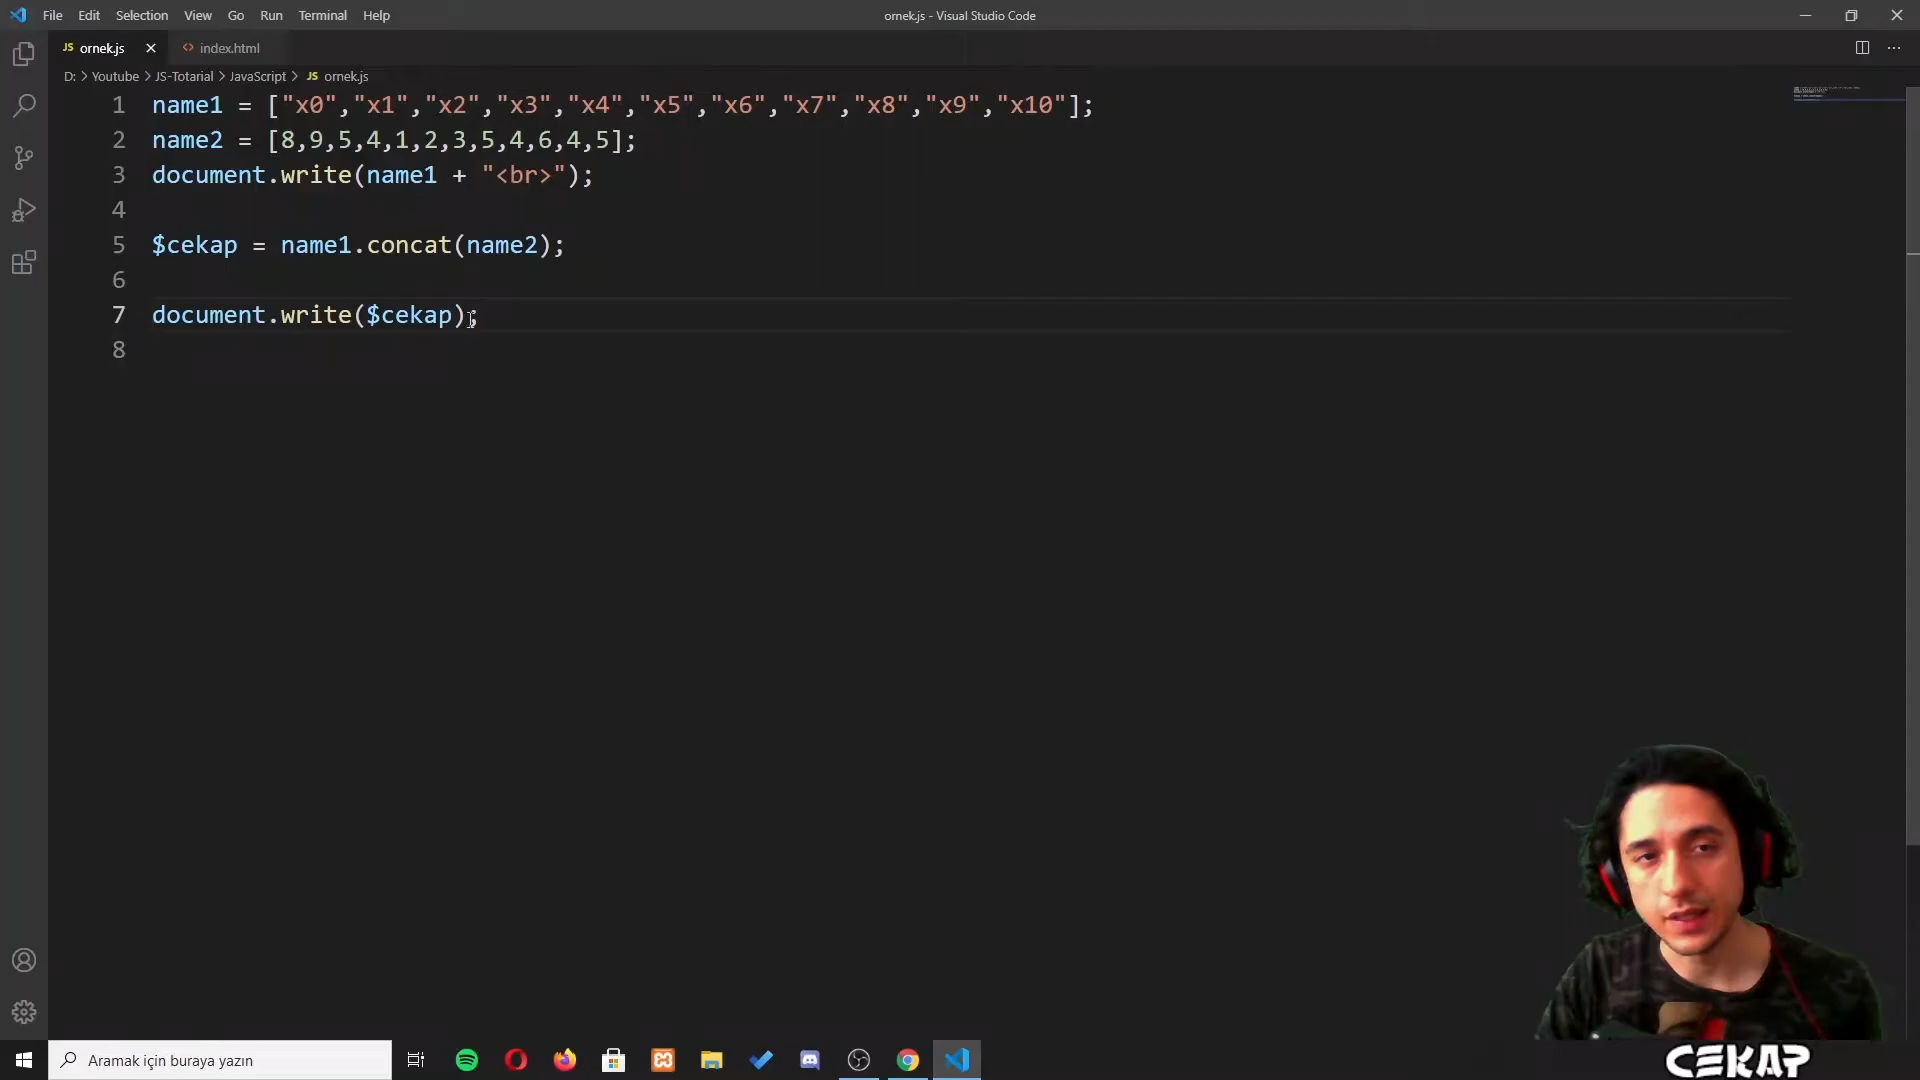 File Edit Selection View Go Run Terminal Help
ornek.js - Visual Studio Code
JS ornek.js
<> index.html
D: > Youtube > JS-Totarial > JavaScript > JS ornek.js
1 name1 = ["x0","x1","x2","x3","x4","x5","x6","x7","x8","x9","x10"];
2 name2 = [8,9,5,4,1,2,3,5,4,6,4,5];
3 document.write(name1 + "<br>");
4
5 $cekap = name1.concat(name2);
6
7 document.write($cekap);
8
Aramak için buraya yazın
CEKAP